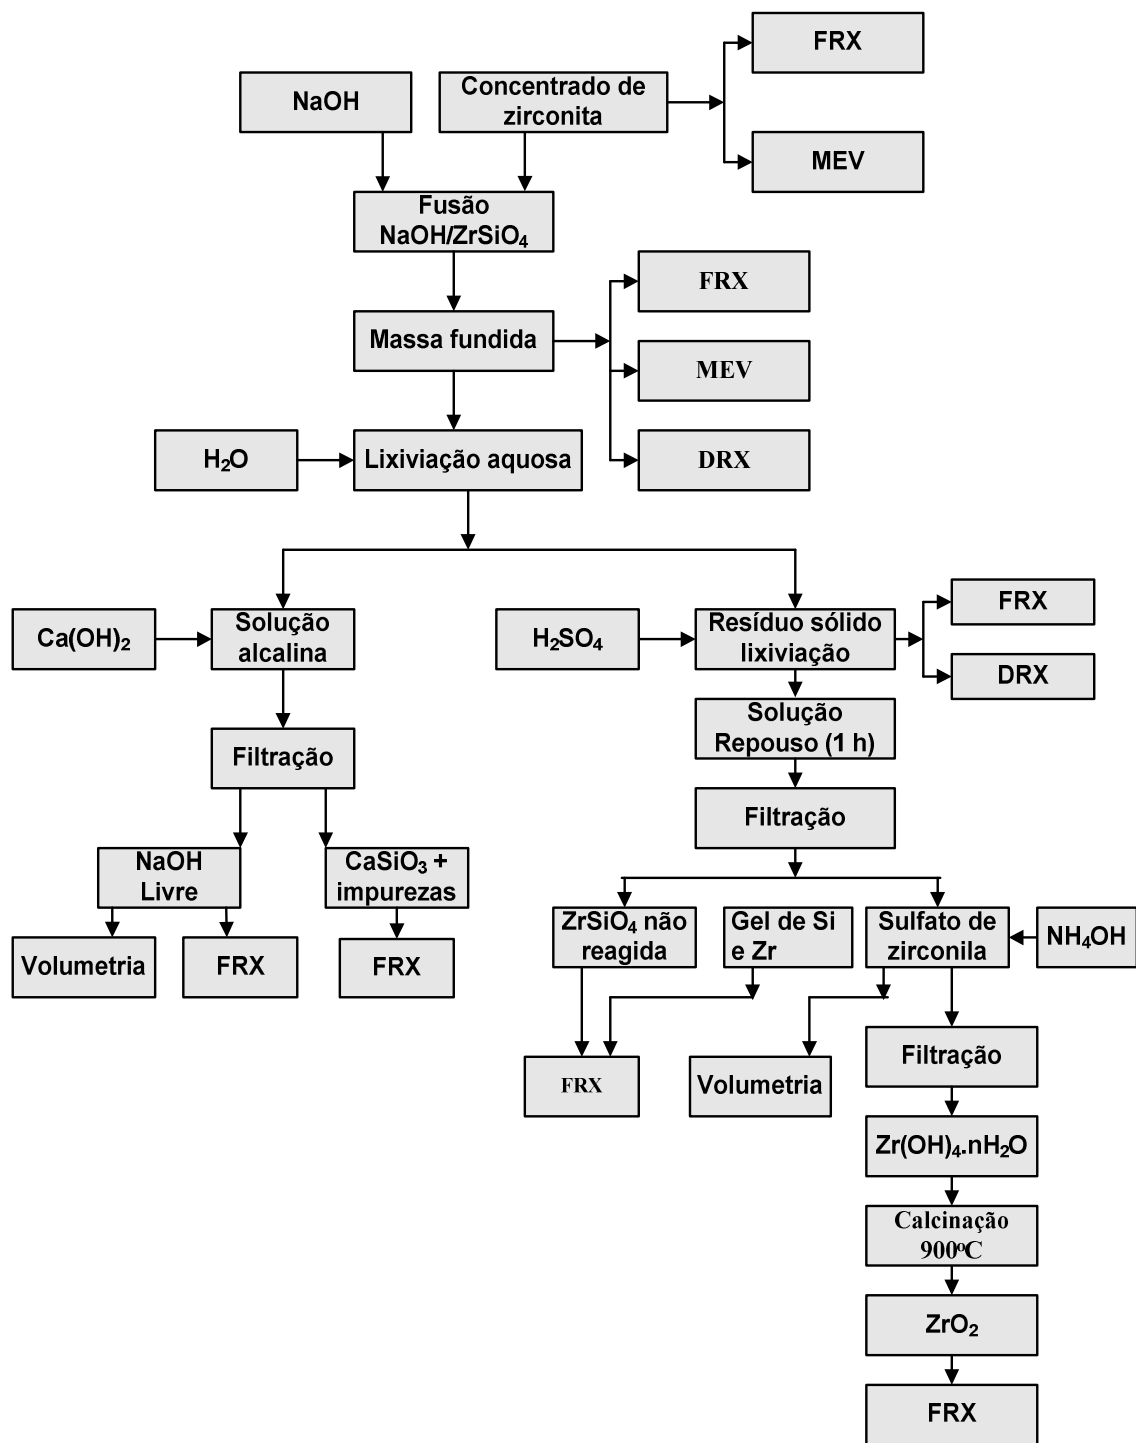 FRX
NaOH
Concentrado de
zirconita
MEV
Fusão
NaOH/ZrSiO₄
FRX
Massa fundida
MEV
H₂O
Lixiviação aquosa
DRX
Ca(OH)₂
Solução
alcalina
H₂SO₄
Resíduo sólido
lixiviação
FRX
DRX
Solução
Repouso (1 h)
Filtração
Filtração
NaOH
Livre
CaSiO₃ +
impurezas
Volumetria
FRX
FRX
ZrSiO₄ não
reagida
Gel de Si
e Zr
Sulfato de
zirconila
NH₄OH
FRX
Volumetria
Filtração
Zr(OH)₄.nH₂O
Calcinação
900ºC
ZrO₂
FRX